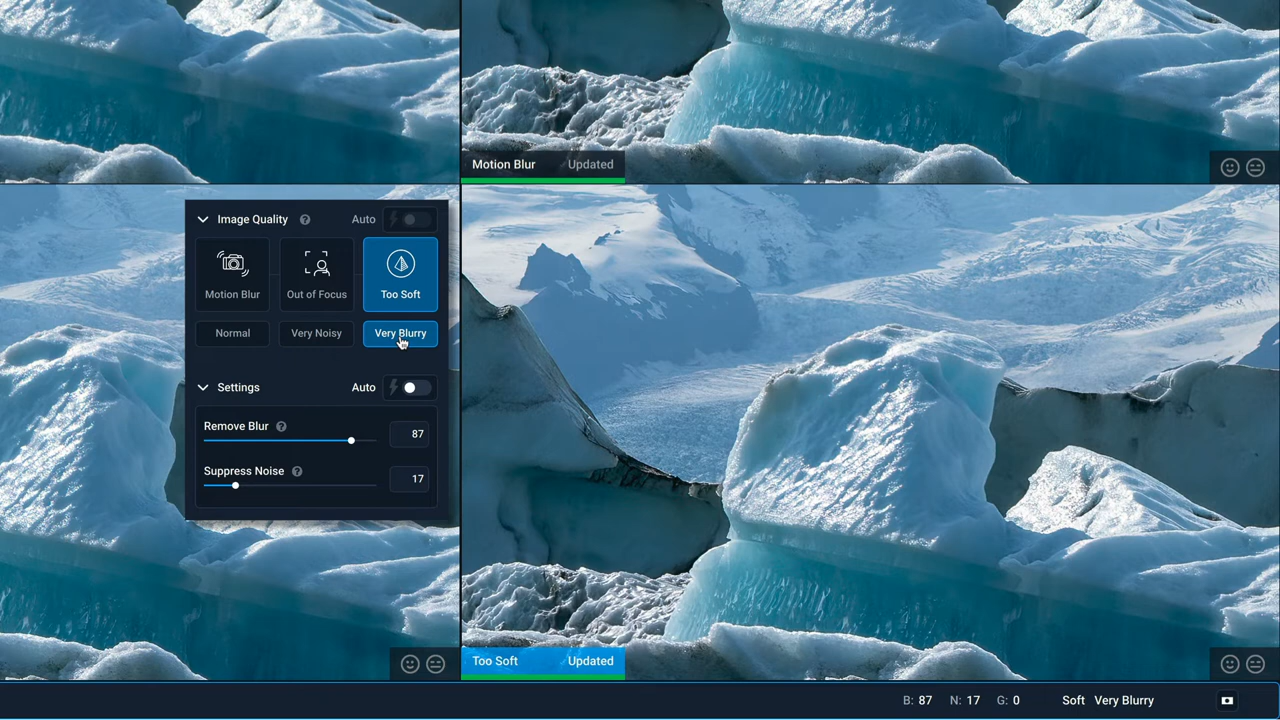 Motion Blur Updated
Image Quality ? Auto
Motion Blur Out of Focus Too Soft
Normal Very Noisy Very Blurry
Settings Auto
Remove Blur ? 87
Suppress Noise ? 17
Too Soft Updated
B: 87 N: 17 G: 0 Soft Very Blurry